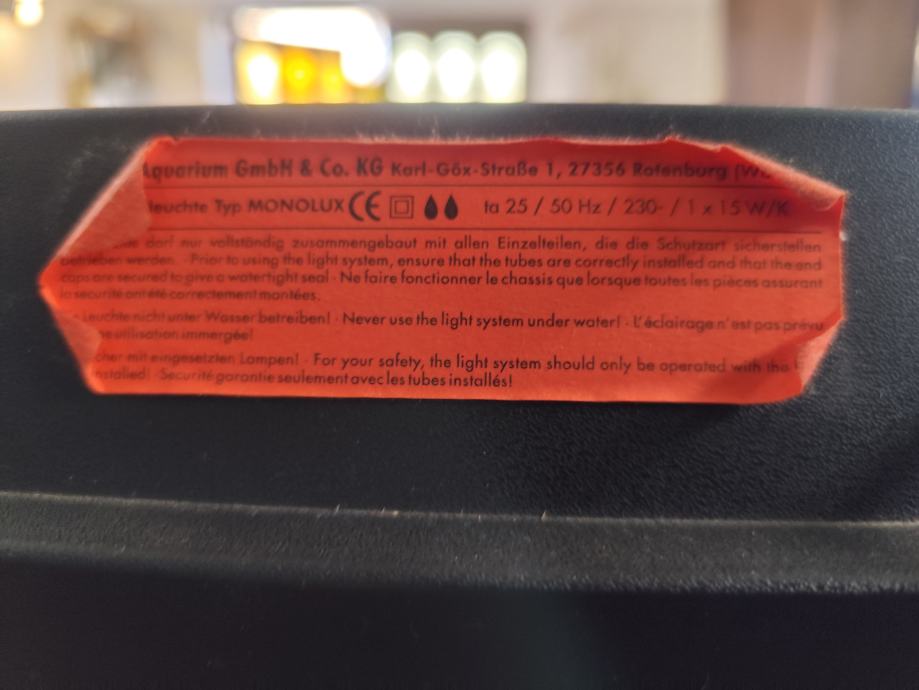 Aquarium GmbH & Co. KG Karl-Göx-Straße 1, 27356 Rotenburg
leuchte Typ MONOLUX CE ta 25 / 50 Hz / 230- / 1 x 15 W/K
darf nur vollständig zusammengebaut mit allen Einzelteilen, die die Schutzart sicherstellen
betrieben werden. · Prior to using the light system, ensure that the tubes are correctly installed and that the end
caps are secured to give a watertight seal · Ne faire fonctionner le chassis que lorsque toutes les pièces assurant
la securité ont été correctement montées.
Leuchte nicht unter Wasser betreiben! · Never use the light system under water! · L'éclairage n'est pas prévu
utilisation immergée!
cher mit eingesetzten Lampen! · For your safety, the light system should only be operated with the
nstalled! · Securité garantie seulement avec les tubes installés!